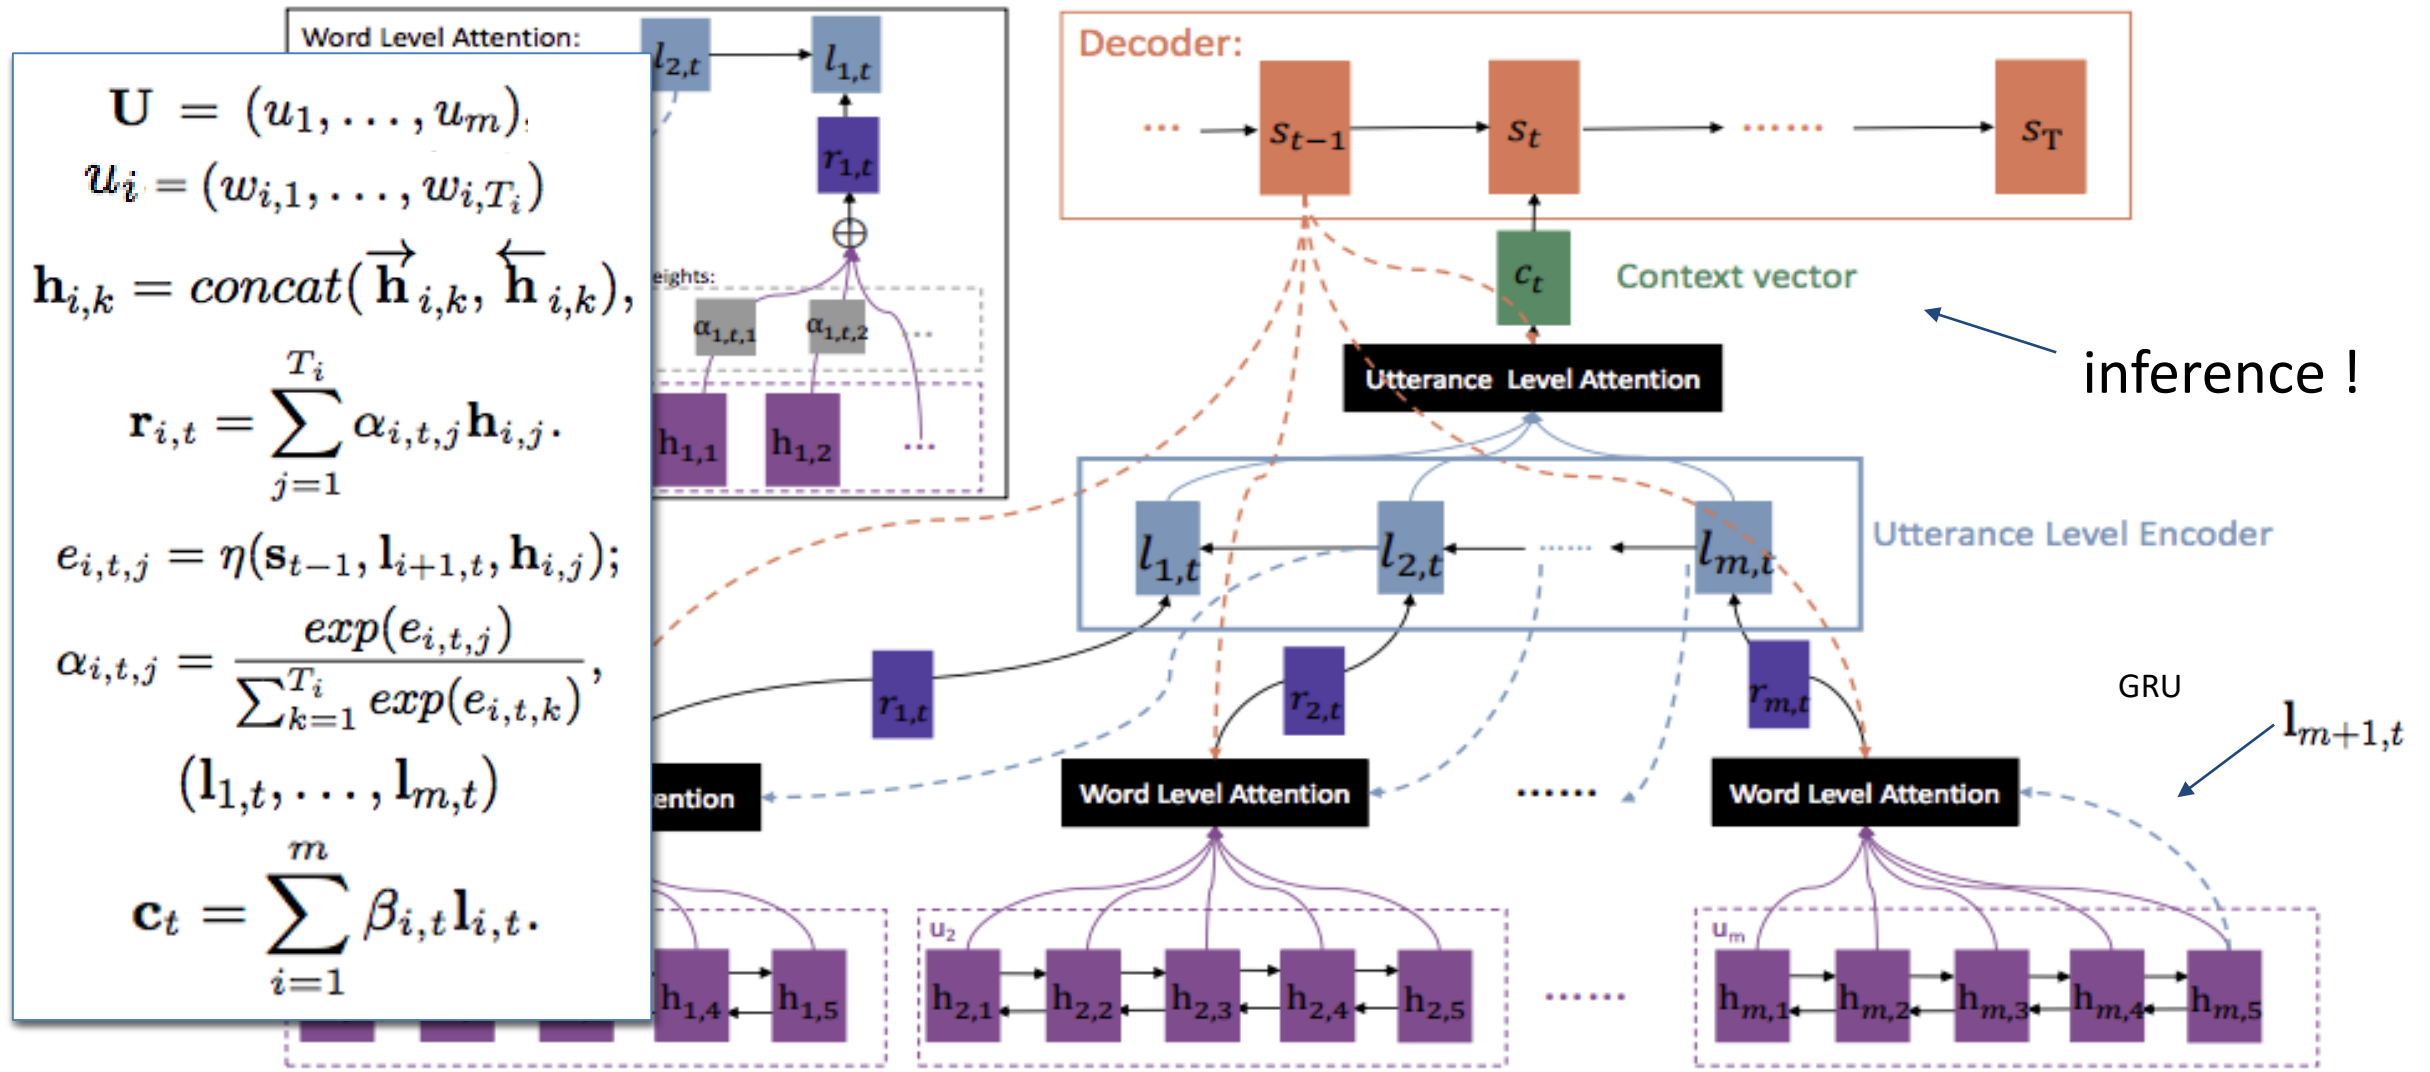 Word Level Attention:
l_{2,t}
l_{1,t}
r_{1,t}
eights:
α_{1,t,1}
α_{1,t,2}
...
h_{1,1}
h_{1,2}
...
U = (u_1, ..., u_m),
u_i = (w_{i,1}, ..., w_{i,T_i})
h_{i,k} = concat(→h_{i,k}, ←h_{i,k}),
r_{i,t} = ∑_{j=1}^{T_i} α_{i,t,j} h_{i,j}.
e_{i,t,j} = η(s_{t−1}, l_{i+1,t}, h_{i,j});
α_{i,t,j} = exp(e_{i,t,j}) / ∑_{k=1}^{T_i} exp(e_{i,t,k}),
(l_{1,t}, ..., l_{m,t})
c_t = ∑_{i=1}^{m} β_{i,t} l_{i,t}.
Decoder:
... s_{t−1} s_t ...... s_T
c_t
Context vector
inference !
Utterance Level Attention
l_{1,t} l_{2,t} ...... l_{m,t}
Utterance Level Encoder
r_{1,t} r_{2,t} r_{m,t}
GRU
l_{m+1,t}
ention
Word Level Attention
......
Word Level Attention
h_{1,4} h_{1,5}
u_2
h_{2,1} h_{2,2} h_{2,3} h_{2,4} h_{2,5}
......
u_m
h_{m,1} h_{m,2} h_{m,3} h_{m,4} h_{m,5}